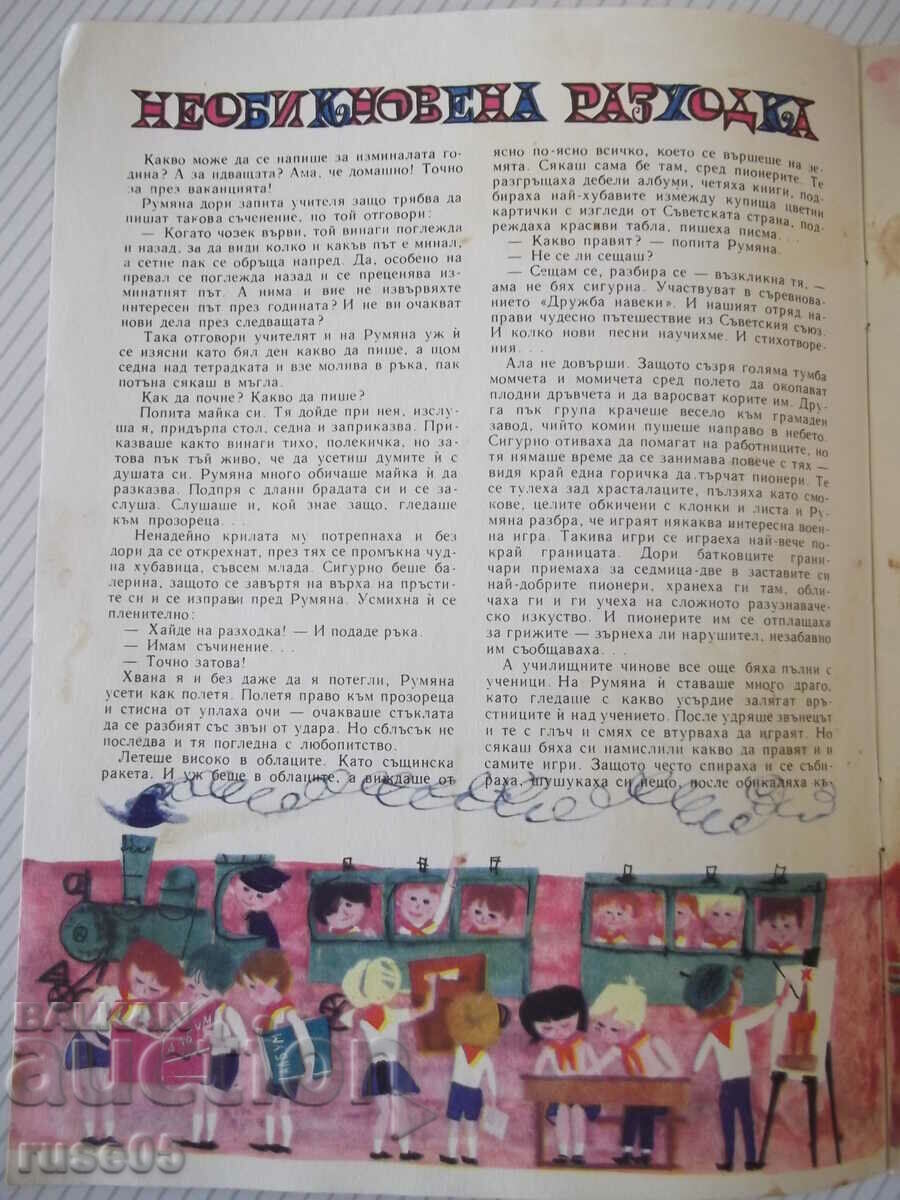 НЕОБИКНОВЕНА РАЗХОДКА
Какво може да се напише за изминалата го-
дина? А за идващата? Ама, че домашно! Точно
за през ваканцията!
Румяна дори запита учителя защо трябва да
пишат такова съченение, но той отговори:
— Когато чозек върви, той винаги поглежда
и назад, за да види колко и какъв път е минал,
а сетне пак се обръща напред. Да, особено на
превал се поглежда назад и се преценява из-
минатният път. А нима и вие не извървяхте
интересен път през годината? И не ви очакват
нови дела през следващата?
Така отговори учителят и на Румяна уж ѝ
се изясни като бял ден какво да пише, а щом
седна над тетрадката и взе молива в ръка, пак
потъна сякаш в мъгла.
Как да почне? Какво да пише?
Попита майка си. Тя дойде при нея, изслу-
ша я, придърпа стол, седна и заприказва. При-
казваше както винаги тихо, полекичка, но за-
това пък тъй живо, че да усетиш думите ѝ с
душата си. Румяна много обичаше майка ѝ да
разказва. Подпря с длани брадата си и се за-
слуша. Слушаше и, кой знае защо, гледаше
към прозореца. . .
Ненадейно крилата му потрепнаха и без
дори да се открехнат, през тях се промъкна чуд-
на хубавица, съвсем млада. Сигурно беше ба-
лерина, защото се завъртя на върха на пръсти-
те си и се изправи пред Румяна. Усмихна ѝ се
пленително:
— Хайде на разходка! — И подаде ръка.
— Имам съчинение. . .
— Точно затова!
Хвана я и без даже да я потегли, Румяна
усети как полетя. Полетя право към прозореца
и стисна от уплаха очи — очакваше стъклата
да се разбият със звън от удара. Но сблъсък не
последва и тя погледна с любопитство.
Летеше високо в облаците. Като същинска
ракета. И уж беше в облаците, а виждаше от
ясно по-ясно всичко, което се вършеше на зе-
мята. Сякаш сама бе там, сред пионерите. Те
разгръщаха дебели албуми, четяха книги, под-
бираха най-хубавите измежду купища цветни
картички с изгледи от Съветската страна, под-
реждаха красиви табла, пишеха писма. . .
— Какво правят? — попита Румяна.
— Не се ли сещаш?
— Сещам се, разбира се — възкликна тя, —
ама не бях сигурна. Участвуват в съревнова-
нието «Дружба навеки». И нашият отряд на-
прави чудесно пътешествие из Съветския съюз.
И колко нови песни научихме. И стихотворе-
ния. . .
Ала не довърши. Защото съзря голяма тумба
момчета и момичета сред полето да окопават
плодни дръвчета и да варосват корите им. Дру-
га пък група крачеше весело към грамаден
завод, чийто комин пушеше направо в небето.
Сигурно отиваха да помагат на работниците, но
тя нямаше време да се занимава повече с тях —
видя край една горичка да търчат пионери. Те
се тулеха зад храсталаците, пълзяха като смо-
кове, целите обкичени с клонки и листа и Ру-
мяна разбра, че играят някаква интересна воен-
на игра. Такива игри се играеха най-вече по-
край границата. Дори батковците грани-
чари приемаха за седмица-две в заставите си
най-добрите пионери, хранеха ги там, обли-
чаха ги и ги учеха на сложното разузнаваче-
ско изкуство. И пионерите им се отплащаха
за грижите — зърнеха ли нарушител, незабавно
им съобщаваха. . .
А училищните чинове все още бяха пълни с
ученици. На Румяна ѝ ставаше много драго,
като гледаше с какво усърдие залягат връ-
стниците ѝ над учението. После удряше звънецът
и те с глъч и смях се втурваха да играят. Но
сякаш бяха си намислили какво да правят и в
самите игри. Защото често спираха и се съби-
раха, шушукаха си нещо, после обикаляха къ-
АЛБУМ
АЛБУМ
BALKAN
auction
ruse05